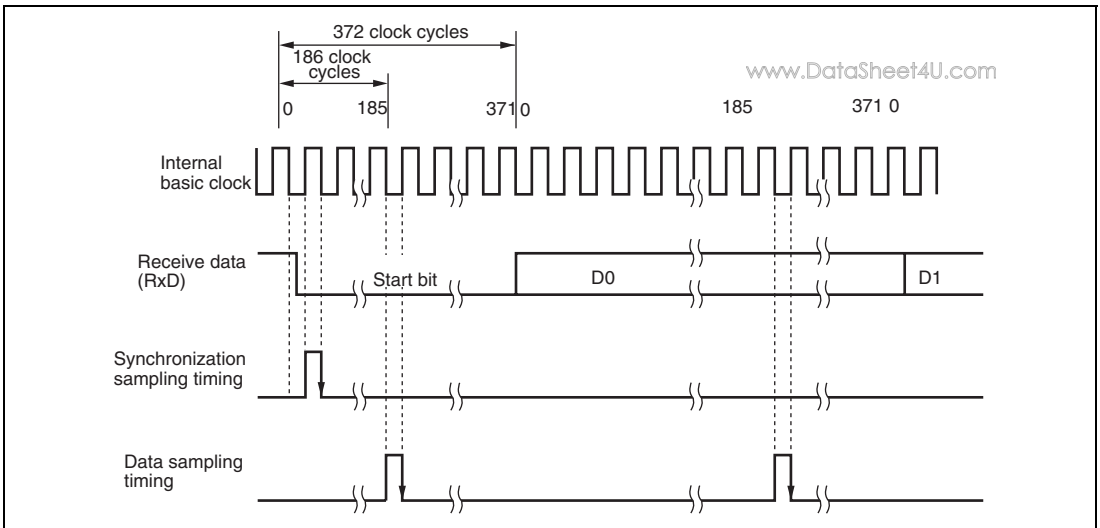 372 clock cycles
186 clock
cycles
www.DataSheet4U.com
0 185 371 0 185 371 0
Internal
basic clock
Receive data
(RxD)
Start bit D0 D1
Synchronization
sampling timing
Data sampling
timing